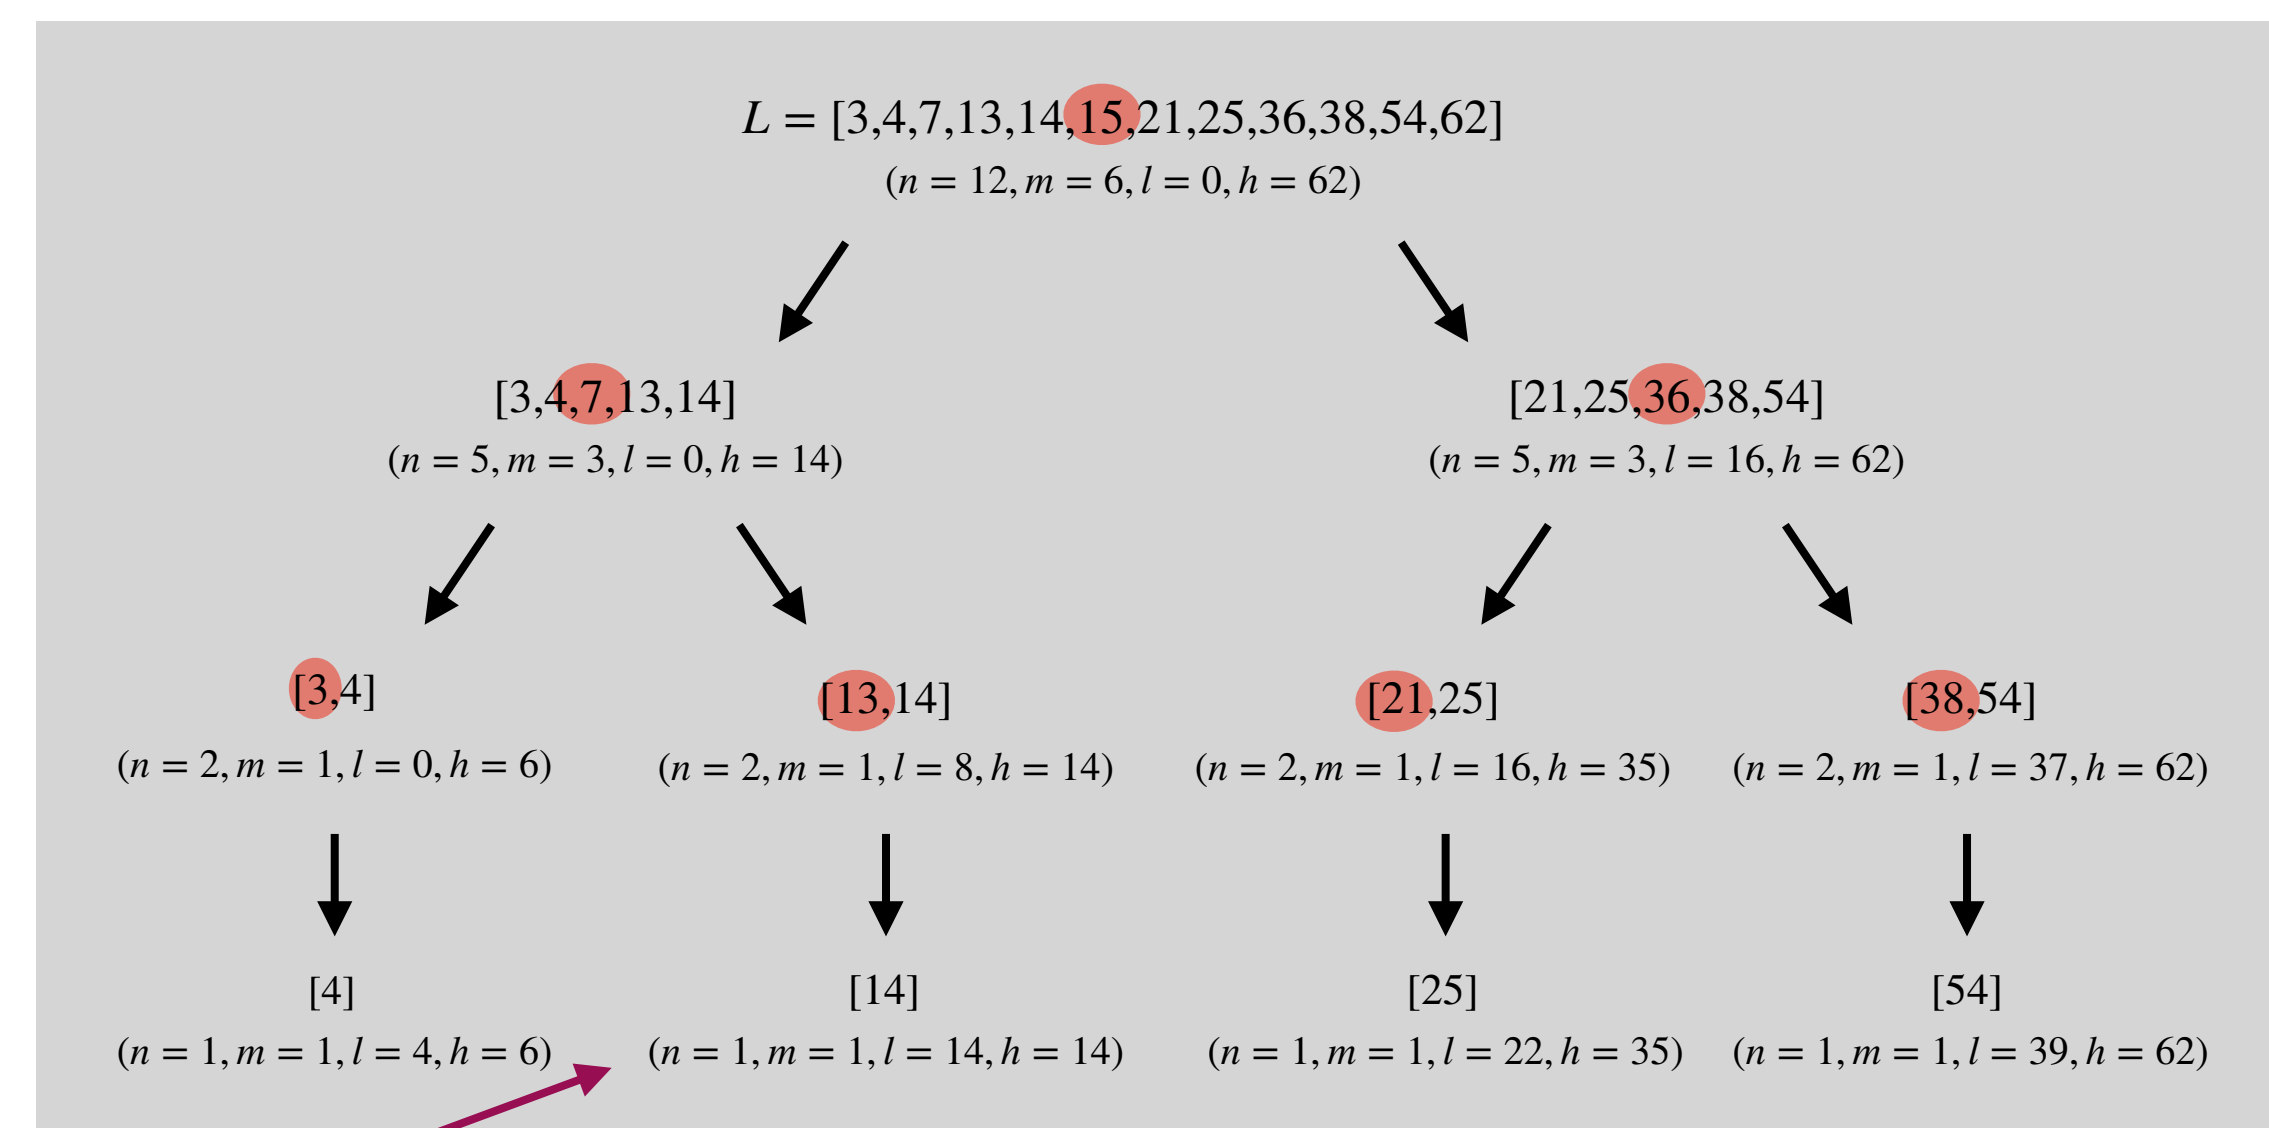 L = [3,4,7,13,14,15,21,25,36,38,54,62]
(n = 12, m = 6, l = 0, h = 62)
[3,4,7,13,14]
(n = 5, m = 3, l = 0, h = 14)
[21,25,36,38,54]
(n = 5, m = 3, l = 16, h = 62)
[3,4]
(n = 2, m = 1, l = 0, h = 6)
[13,14]
(n = 2, m = 1, l = 8, h = 14)
[21,25]
(n = 2, m = 1, l = 16, h = 35)
[38,54]
(n = 2, m = 1, l = 37, h = 62)
[4]
(n = 1, m = 1, l = 4, h = 6)
[14]
(n = 1, m = 1, l = 14, h = 14)
[25]
(n = 1, m = 1, l = 22, h = 35)
[54]
(n = 1, m = 1, l = 39, h = 62)